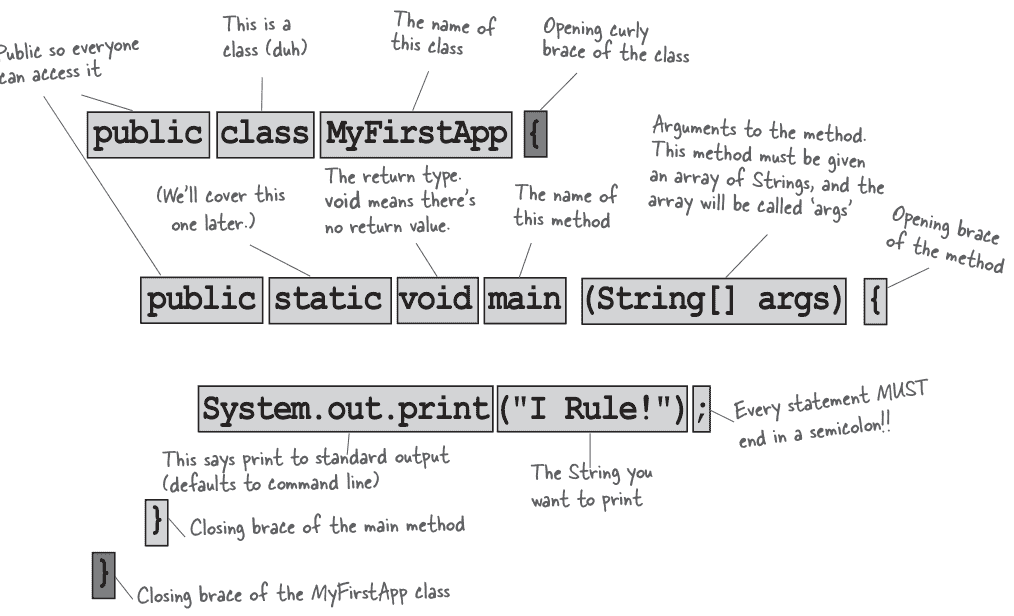 Public so everyone
can access it
This is a
class (duh)
The name of
this class
Opening curly
brace of the class
public class MyFirstApp {
(We'll cover this
one later.)
The return type.
void means there's
no return value.
The name of
this method
Arguments to the method.
This method must be given
an array of Strings, and the
array will be called 'args'
Opening brace
of the method
public static void main (String[] args) {
System.out.print("I Rule!");
Every statement MUST
end in a semicolon!!
This says print to standard output
(defaults to command line)
The String you
want to print
} Closing brace of the main method
} Closing brace of the MyFirstApp class